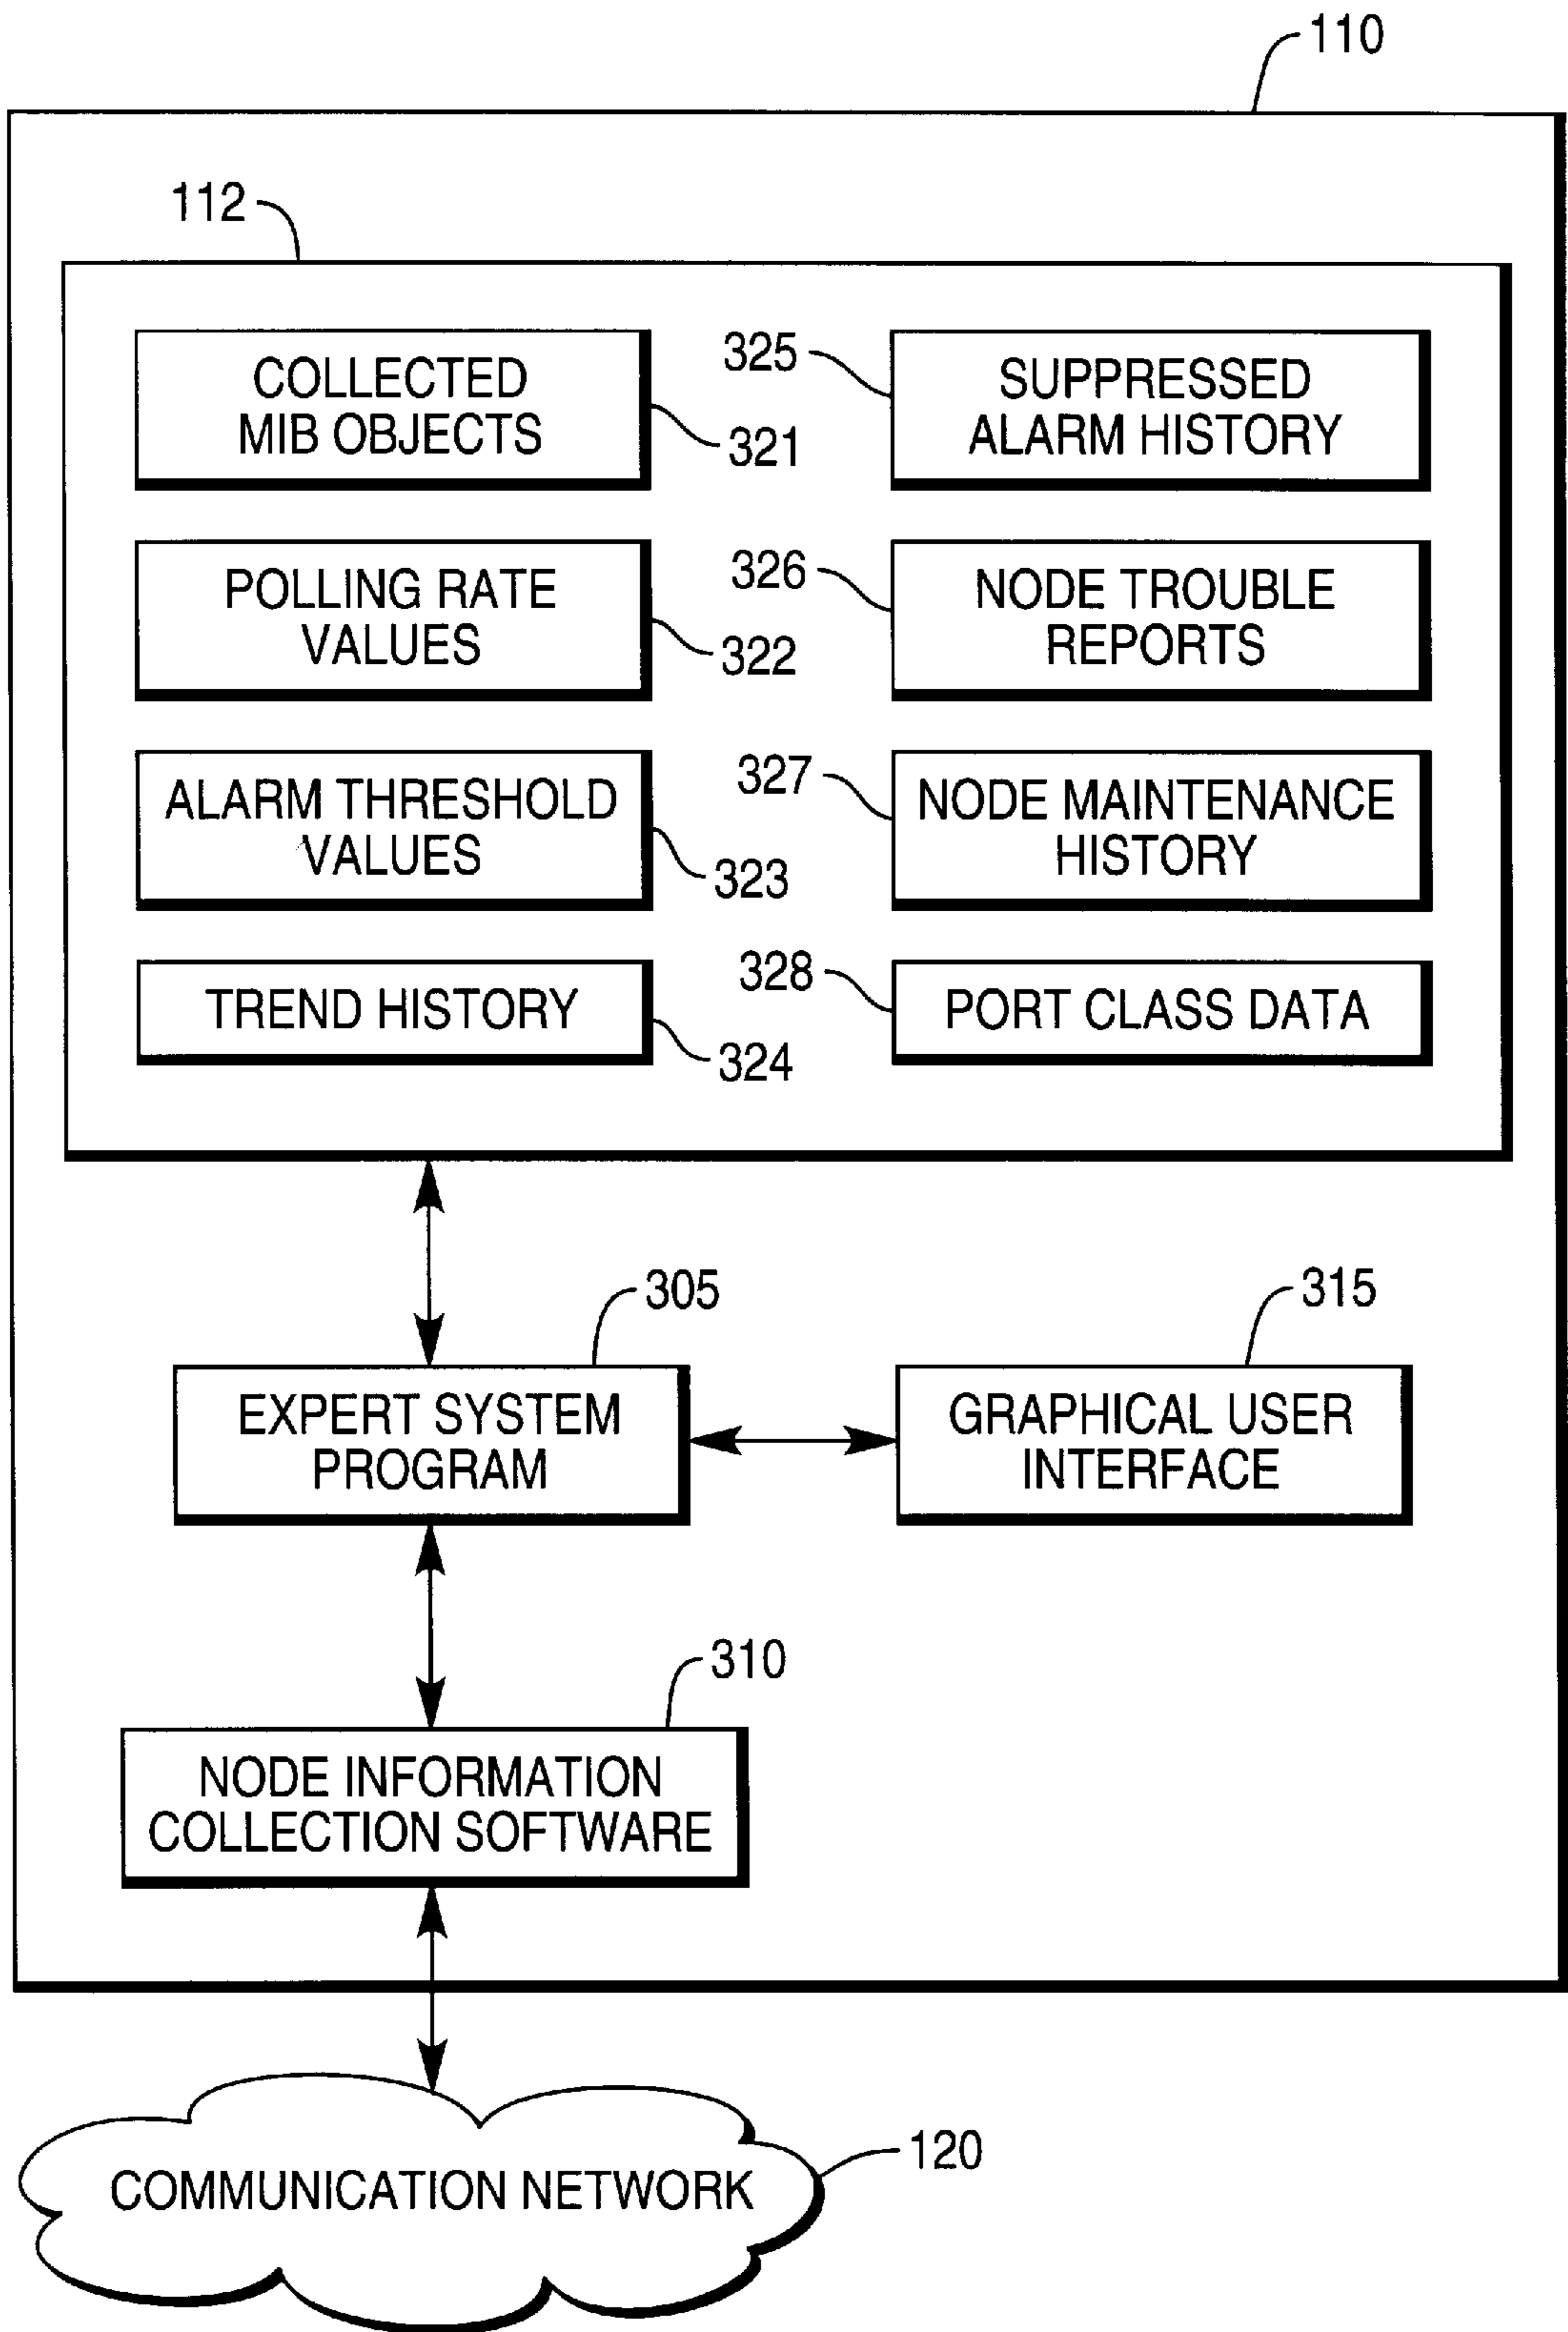 110
112
COLLECTED
MIB OBJECTS
321
325
SUPPRESSED
ALARM HISTORY
POLLING RATE
VALUES
322
326
NODE TROUBLE
REPORTS
ALARM THRESHOLD
VALUES
323
327
NODE MAINTENANCE
HISTORY
TREND HISTORY
324
328
PORT CLASS DATA
305
EXPERT SYSTEM
PROGRAM
315
GRAPHICAL USER
INTERFACE
310
NODE INFORMATION
COLLECTION SOFTWARE
COMMUNICATION NETWORK
120